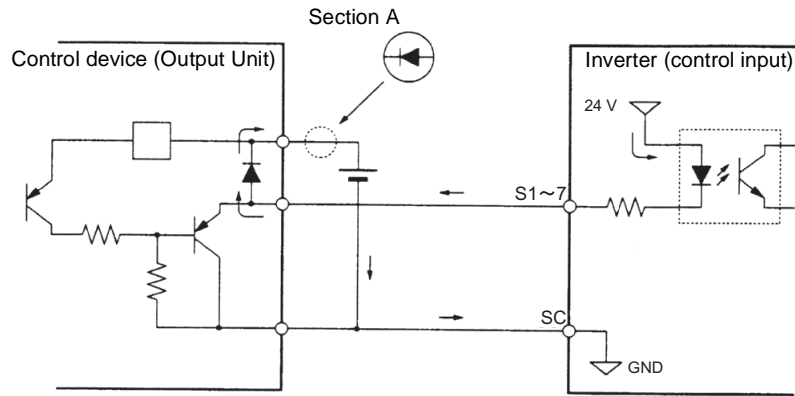 Section A
Control device (Output Unit)
Inverter (control input)
24 V
S1～7
SC
GND